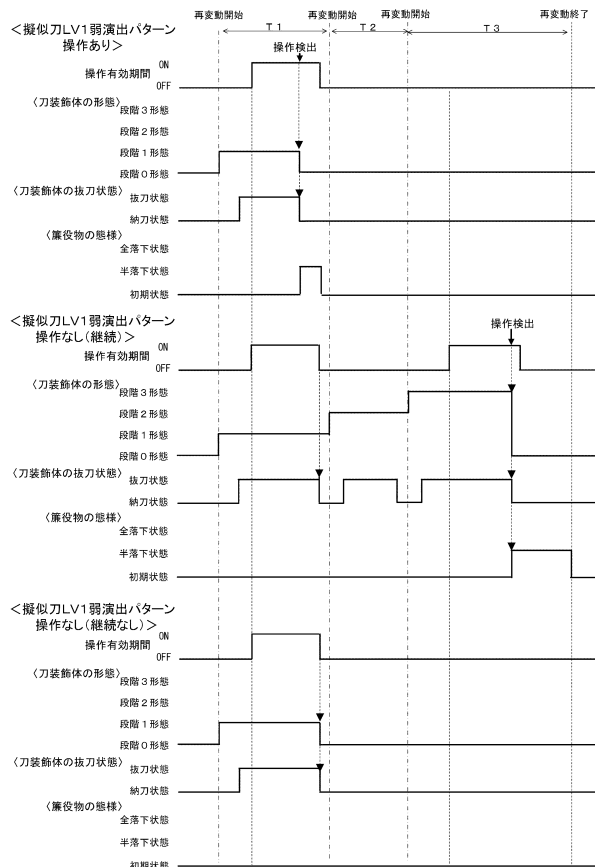 再変動開始
再変動開始
再変動開始
再変動終了
T1
T2
T3
＜擬似刀LV1弱演出パターン
操作あり＞
操作検出
操作有効期間
ON
OFF
〈刀装飾体の形態〉
段階3形態
段階2形態
段階1形態
段階0形態
〈刀装飾体の抜刀状態〉
抜刀状態
納刀状態
〈簾役物の態様〉
全落下状態
半落下状態
初期状態
＜擬似刀LV1弱演出パターン
操作なし(継続)＞
操作検出
操作有効期間
ON
OFF
〈刀装飾体の形態〉
段階3形態
段階2形態
段階1形態
段階0形態
〈刀装飾体の抜刀状態〉
抜刀状態
納刀状態
〈簾役物の態様〉
全落下状態
半落下状態
初期状態
＜擬似刀LV1弱演出パターン
操作なし(継続なし)＞
操作有効期間
ON
OFF
〈刀装飾体の形態〉
段階3形態
段階2形態
段階1形態
段階0形態
〈刀装飾体の抜刀状態〉
抜刀状態
納刀状態
〈簾役物の態様〉
全落下状態
半落下状態
初期状態